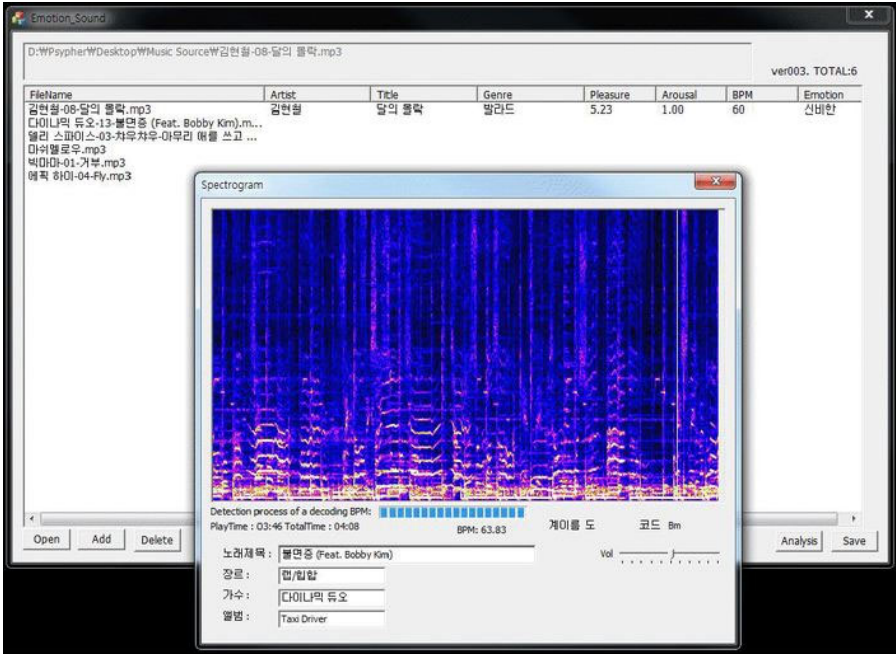 Emotion_Sound
D:₩Psypher₩Desktop₩Music Source₩김현철-08-달의 몰락.mp3
ver003. TOTAL:6
FileName Artist Title Genre Pleasure Arousal BPM Emotion
김현철-08-달의 몰락.mp3 김현철 달의 몰락 발라드 5.23 1.00 60 신비한
다이나믹 듀오-13-불면증 (Feat. Bobby Kim).m...
델리 스파이스-03-챠우챠우-아무리 애를 쓰고 ...
마쉬멜로우.mp3
빅마마-01-거부.mp3
에픽 하이-04-Fly.mp3
Spectrogram
Detection process of a decoding BPM:
PlayTime : 03:46 TotalTime : 04:08 BPM: 63.83 계이름 도 코드 Bm
Open Add Delete Analysis Save
노래제목 : 불면증 (Feat. Bobby Kim) Vol
장르 : 랩/힙합
가수 : 다이나믹 듀오
앨범 : Taxi Driver